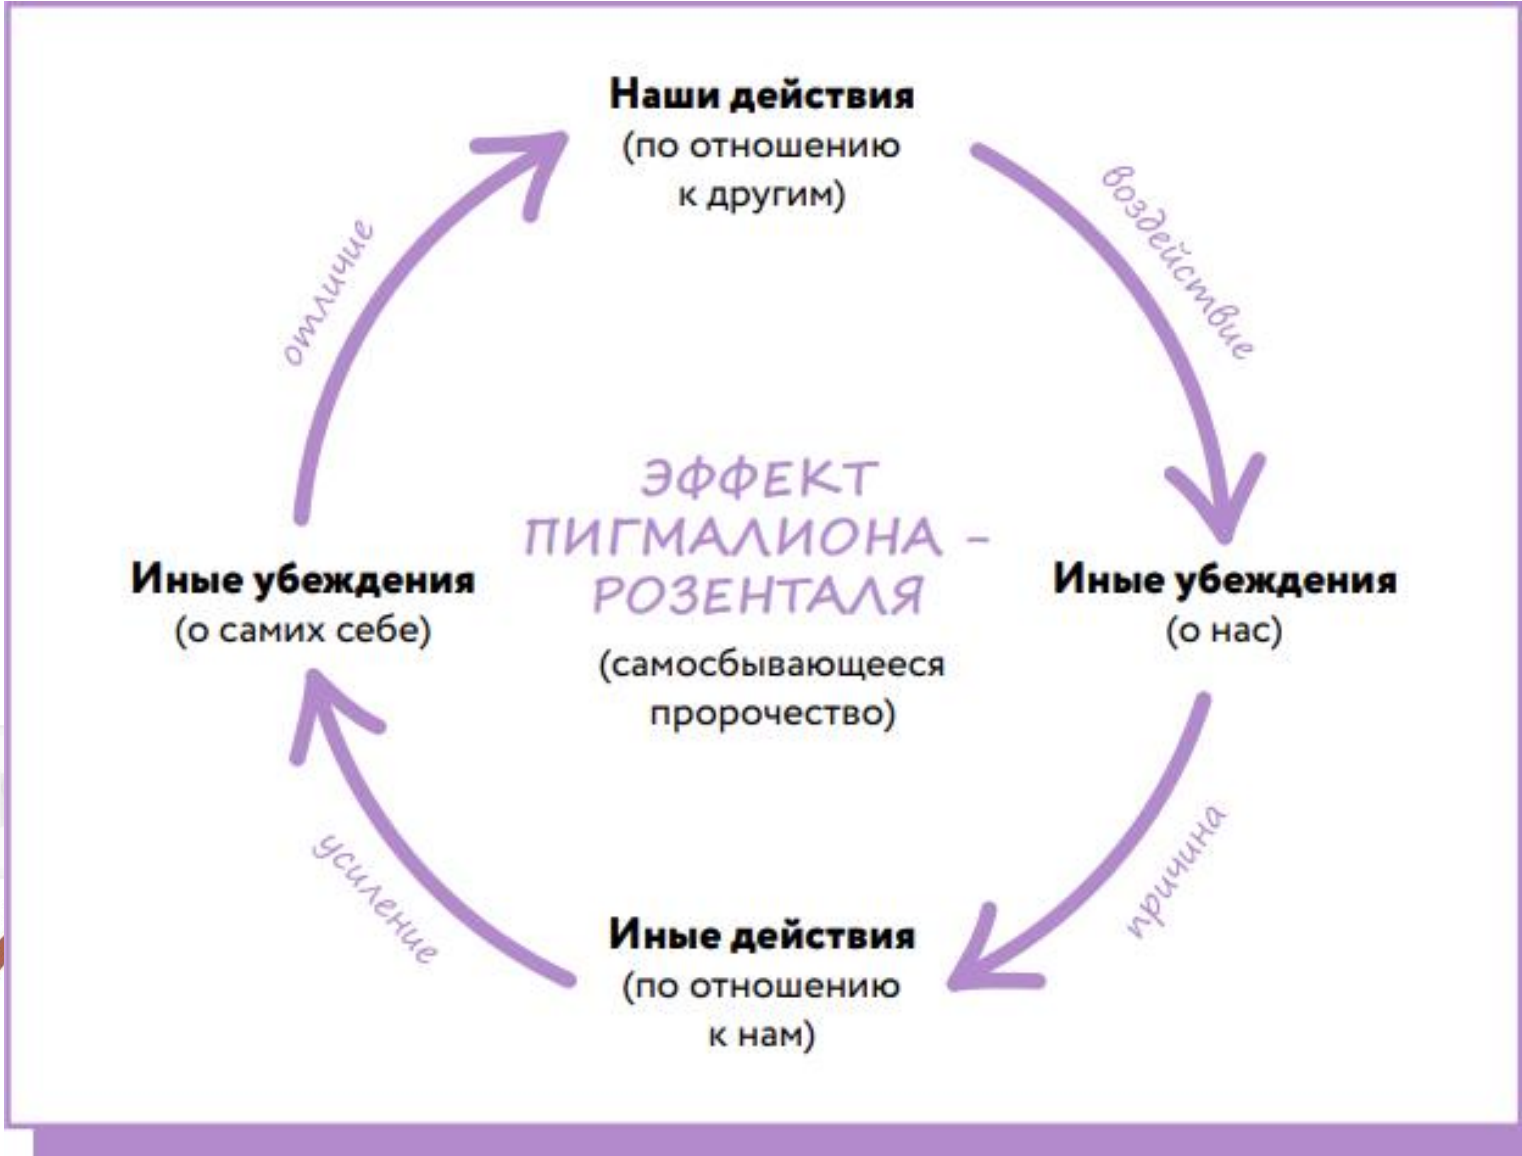 Наши действия
(по отношению
к другим)
отличие
воздействие
ЭФФЕКТ
ПИГМАЛИОНА –
РОЗЕНТАЛЯ
(самосбывающееся
пророчество)
Иные убеждения
(о самих себе)
Иные убеждения
(о нас)
усиление
причина
Иные действия
(по отношению
к нам)